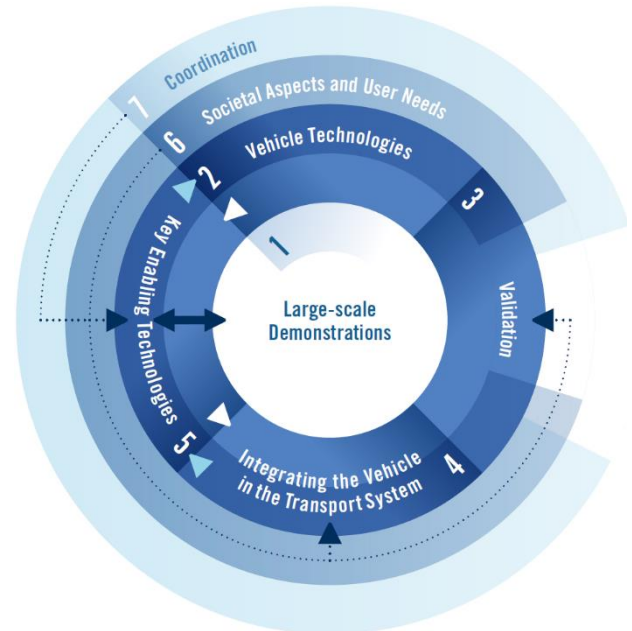 7
Coordination
6
Societal Aspects and User Needs
2
Vehicle Technologies
3
Validation
1
Large-scale
Demonstrations
Key Enabling Technologies
5
Integrating the Vehicle
in the Transport System
4